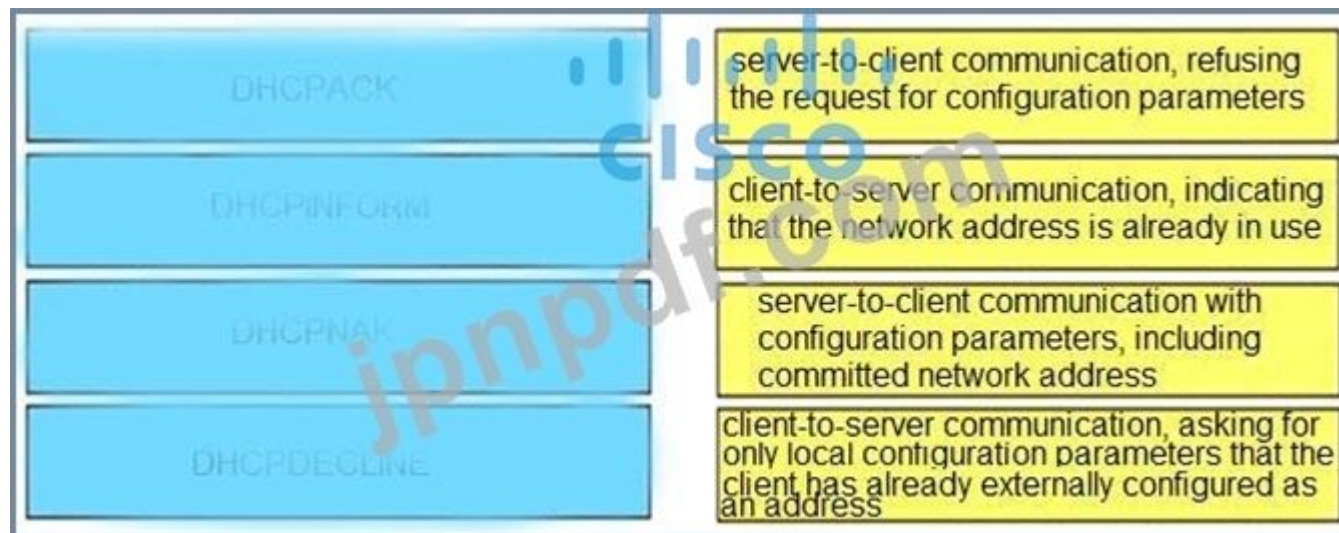 DHCPACK
server-to-client communication, refusing
the request for configuration parameters
CISCO
DHCPINFORM
client-to-server communication, indicating
that the network address is already in use
DHCPNAK
server-to-client communication with
configuration parameters, including
committed network address
jpnpdf.com
DHCPDECLINE
client-to-server communication, asking for
only local configuration parameters that the
client has already externally configured as
an address